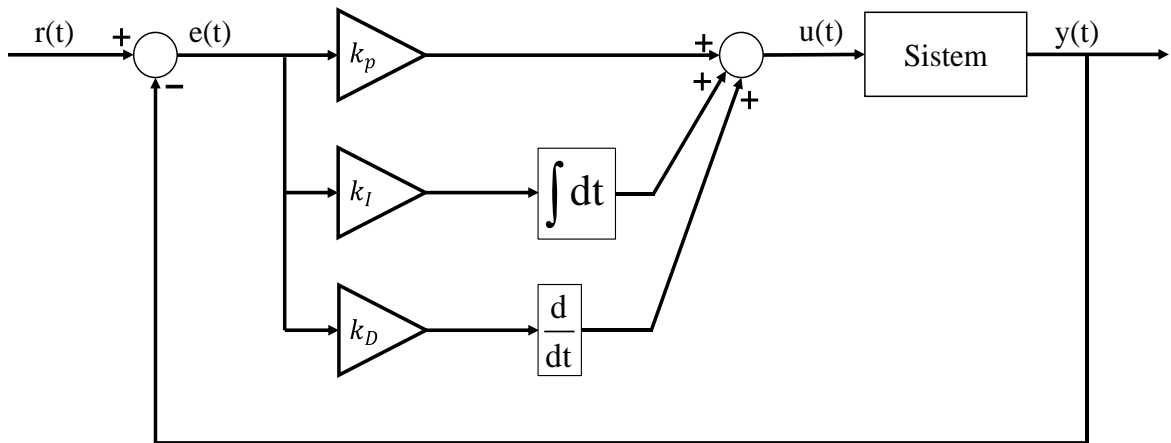 r(t)
+
−
e(t)
k_p
+
+
+
u(t)
Sistem
y(t)
k_I
∫dt
k_D
d
dt